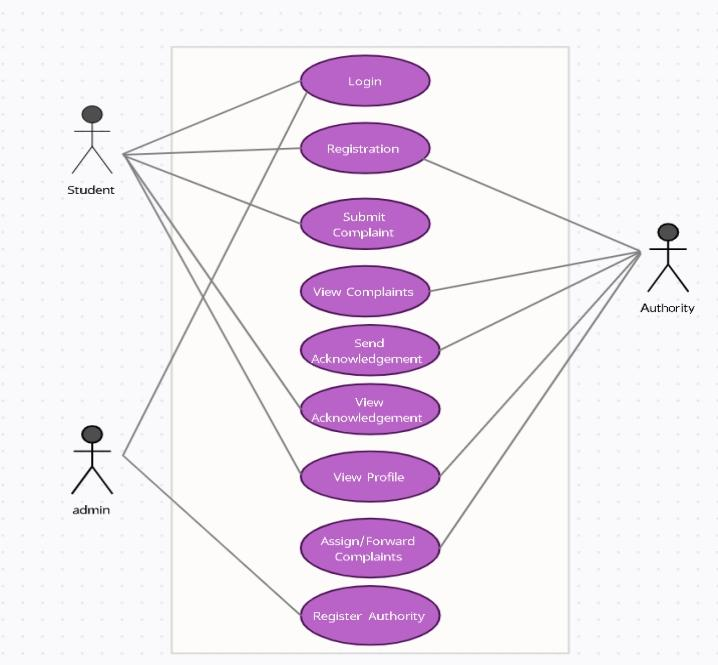 Login
Registration
Student
Submit
Complaint
View Complaints
Authority
Send
Acknowledgement
View
Acknowledgement
View Profile
admin
Assign/Forward
Complaints
Register Authority